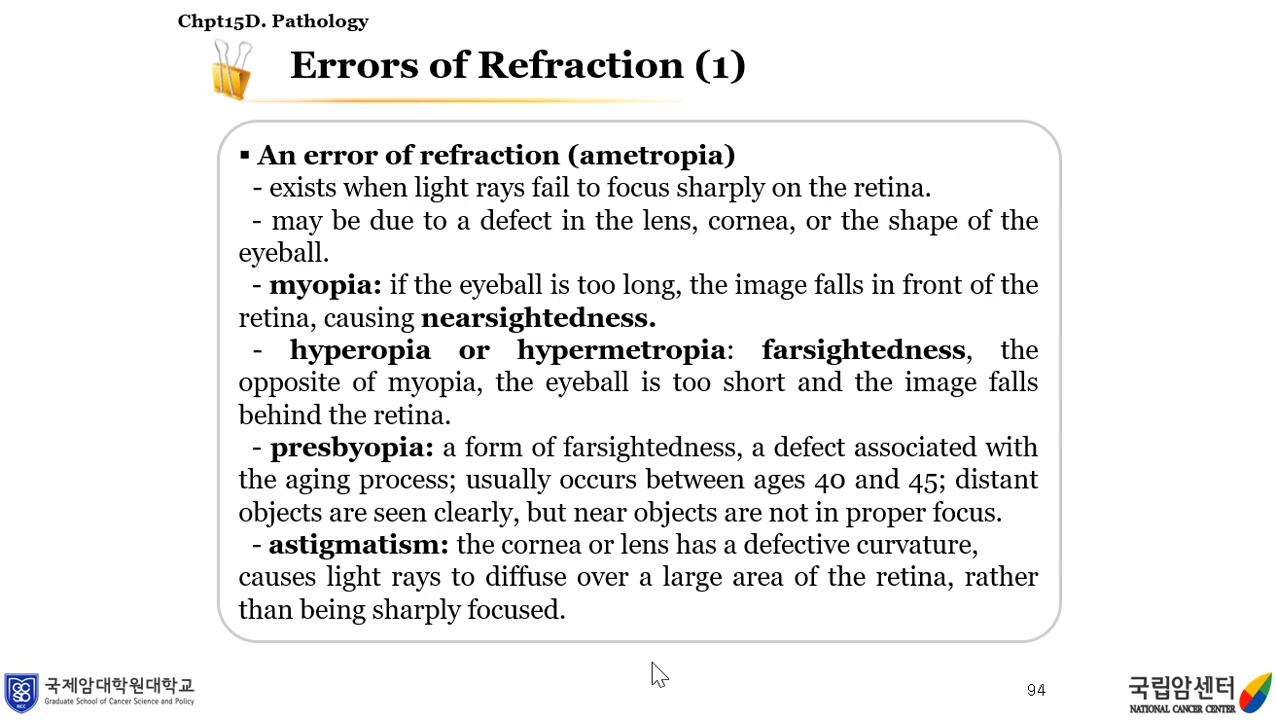 Chpt15D. Pathology
Errors of Refraction (1)
▪ An error of refraction (ametropia)
- exists when light rays fail to focus sharply on the retina.
- may be due to a defect in the lens, cornea, or the shape of the
eyeball.
- myopia: if the eyeball is too long, the image falls in front of the
retina, causing nearsightedness.
- hyperopia or hypermetropia: farsightedness, the
opposite of myopia, the eyeball is too short and the image falls
behind the retina.
- presbyopia: a form of farsightedness, a defect associated with
the aging process; usually occurs between ages 40 and 45; distant
objects are seen clearly, but near objects are not in proper focus.
- astigmatism: the cornea or lens has a defective curvature,
causes light rays to diffuse over a large area of the retina, rather
than being sharply focused.
국제암대학원대학교
Graduate School of Cancer Science and Policy
94
국립암센터
NATIONAL CANCER CENTER